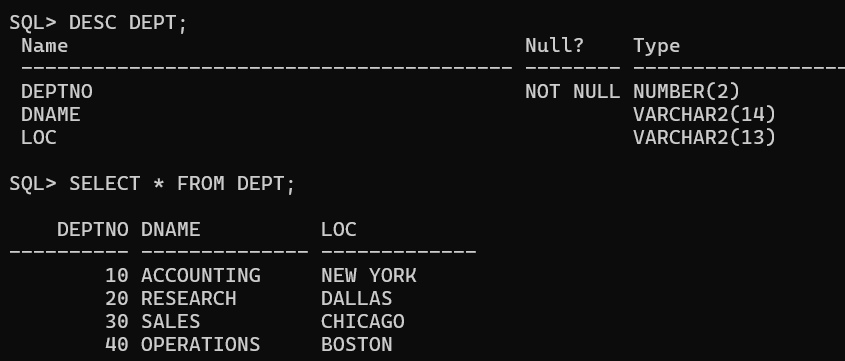 SQL> DESC DEPT;
Name Null? Type
----------------------------------------- -------- ------------------
DEPTNO NOT NULL NUMBER(2)
DNAME VARCHAR2(14)
LOC VARCHAR2(13)
SQL> SELECT * FROM DEPT;
DEPTNO DNAME LOC
---------- -------------- -------------
10 ACCOUNTING NEW YORK
20 RESEARCH DALLAS
30 SALES CHICAGO
40 OPERATIONS BOSTON